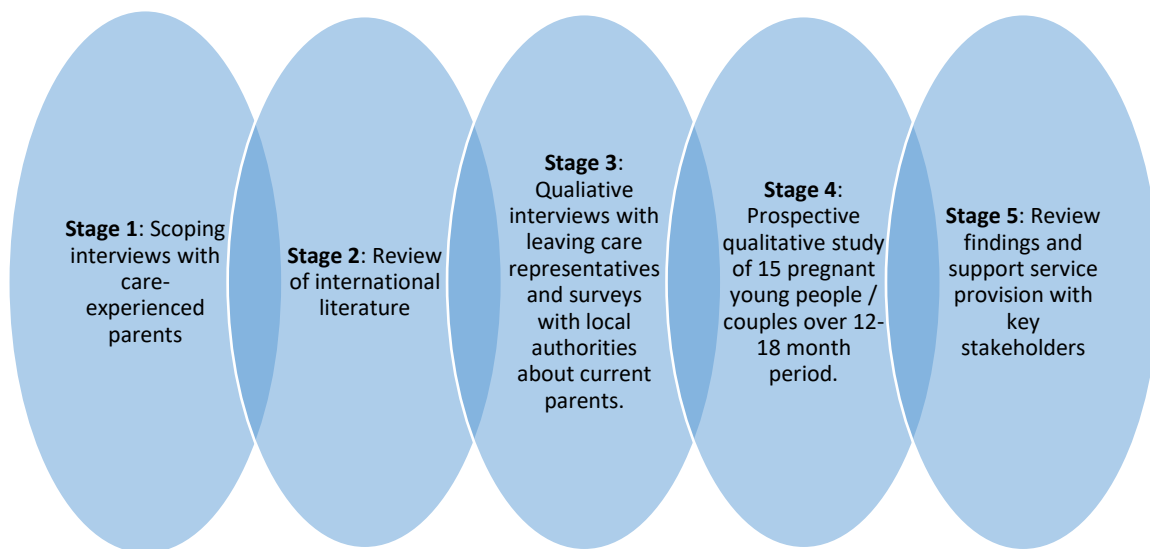 Stage 1: Scoping
interviews with
care-
experienced
parents
Stage 2: Review
of international
literature
Stage 3:
Qualiative
interviews with
leaving care
representatives
and surveys
with local
authorities
about current
parents.
Stage 4:
Prospective
qualitative study
of 15 pregnant
young people /
couples over 12-
18 month
period.
Stage 5: Review
findings and
support service
provision with
key
stakeholders